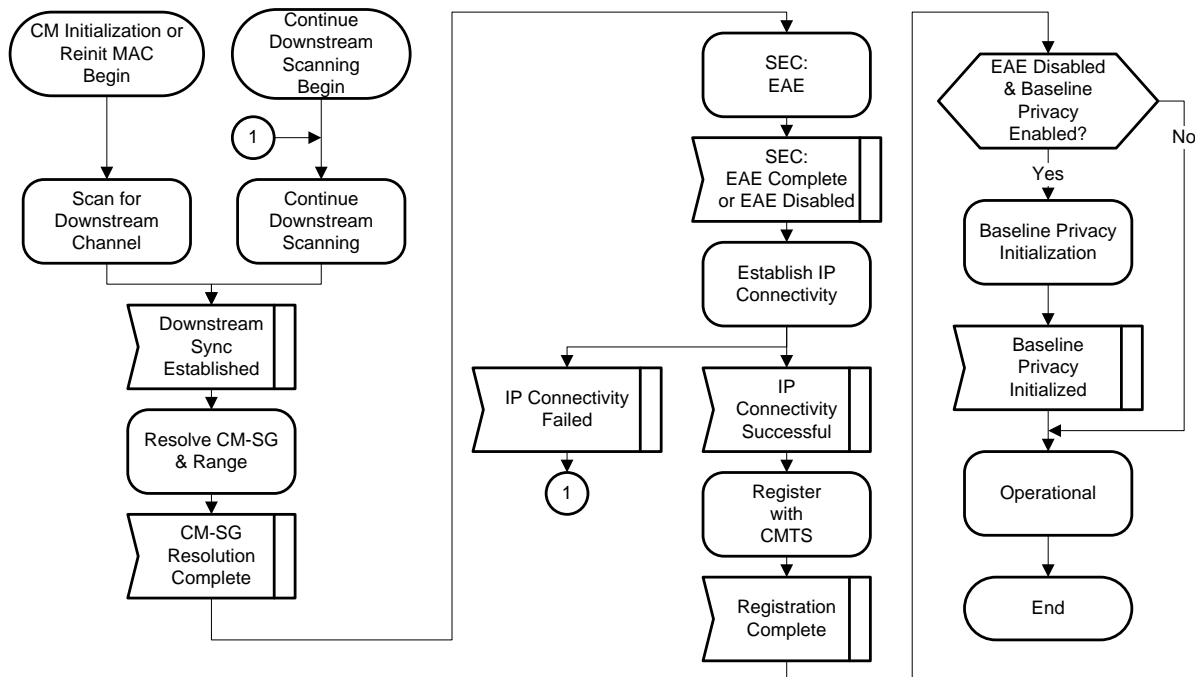 CM Initialization or
Reinit MAC
Begin
Continue
Downstream
Scanning
Begin
1
Scan for
Downstream
Channel
Continue
Downstream
Scanning
Downstream
Sync
Established
Resolve CM-SG
& Range
CM-SG
Resolution
Complete
SEC:
EAE
SEC:
EAE Complete
or EAE Disabled
Establish IP
Connectivity
IP Connectivity
Failed
1
IP
Connectivity
Successful
Register
with
CMTS
Registration
Complete
EAE Disabled
& Baseline
Privacy
Enabled?
No
Yes
Baseline Privacy
Initialization
Baseline
Privacy
Initialized
Operational
End